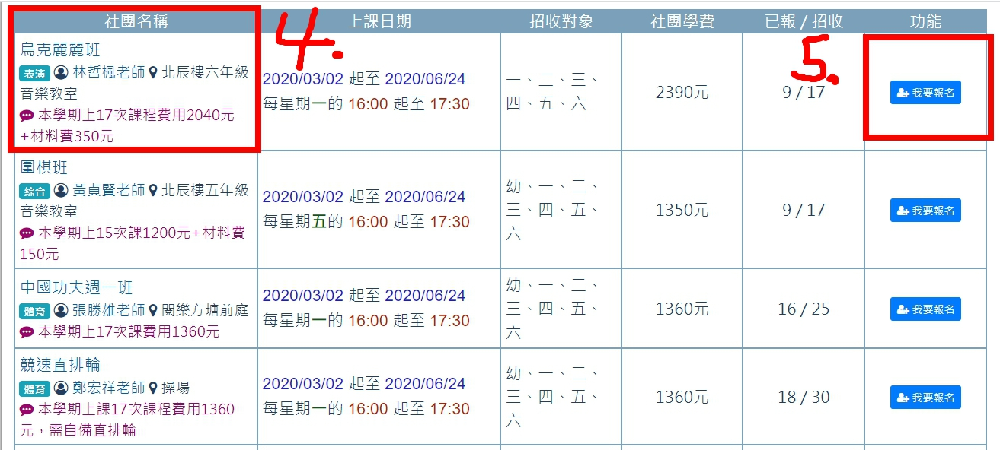 社團名稱 上課日期 招收對象 社團學費 已報 / 招收 功能
4.
5.
烏克麗麗班
表演 林哲楓老師 北辰樓六年級
音樂教室
本學期上17次課程費用2040元
+材料費350元
2020/03/02 起至 2020/06/24
每星期一的 16:00 起至 17:30
一、二、三、
四、五、六
2390元
9 / 17
我要報名
圍棋班
綜合 黃貞賢老師 北辰樓五年級
音樂教室
本學期上15次課1200元+材料費
150元
2020/03/02 起至 2020/06/24
每星期五的 16:00 起至 17:30
幼、一、二、
三、四、五、
六
1350元
9 / 17
我要報名
中國功夫週一班
體育 張勝雄老師 閱樂方塘前庭
本學期上17次課費用1360元
2020/03/02 起至 2020/06/24
每星期一的 16:00 起至 17:30
幼、一、二、
三、四、五、
六
1360元
16 / 25
我要報名
競速直排輪
體育 鄭宏祥老師 操場
本學期上課17次課程費用1360
元，需自備直排輪
2020/03/02 起至 2020/06/24
每星期一的 16:00 起至 17:30
幼、一、二、
三、四、五、
六
1360元
18 / 30
我要報名